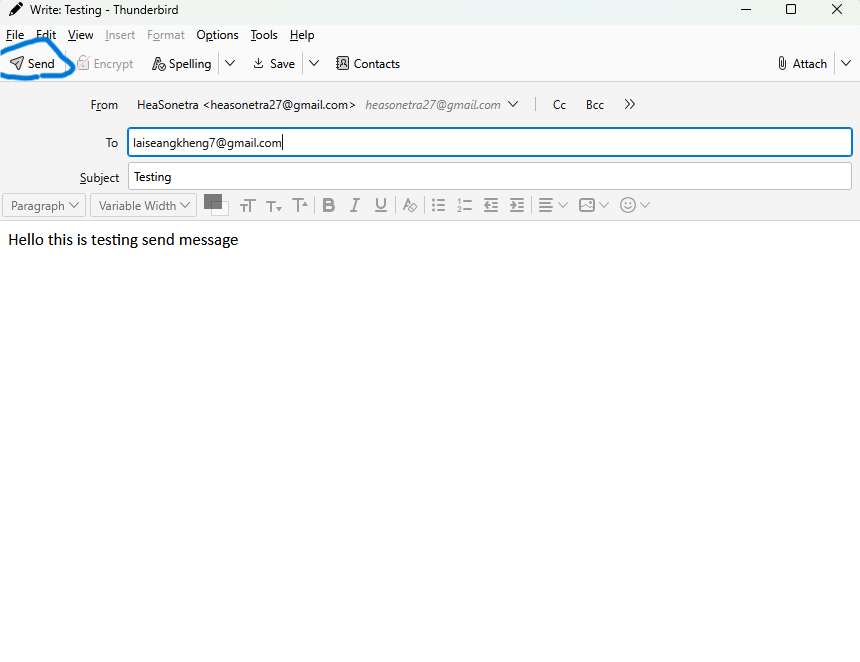 Write: Testing - Thunderbird
File Edit View Insert Format Options Tools Help
Send Encrypt Spelling Save Contacts Attach
From HeaSonetra <heasonetra27@gmail.com> heasonetra27@gmail.com Cc Bcc
To laiseangkheng7@gmail.com
Subject Testing
Paragraph Variable Width
Hello this is testing send message